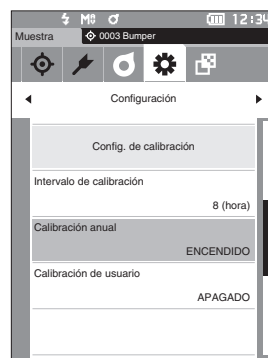 12:34
Muestra
0003 Bumper
Configuración
Config. de calibración
Intervalo de calibración
8 (hora)
Calibración anual
ENCENDIDO
Calibración de usuario
APAGADO